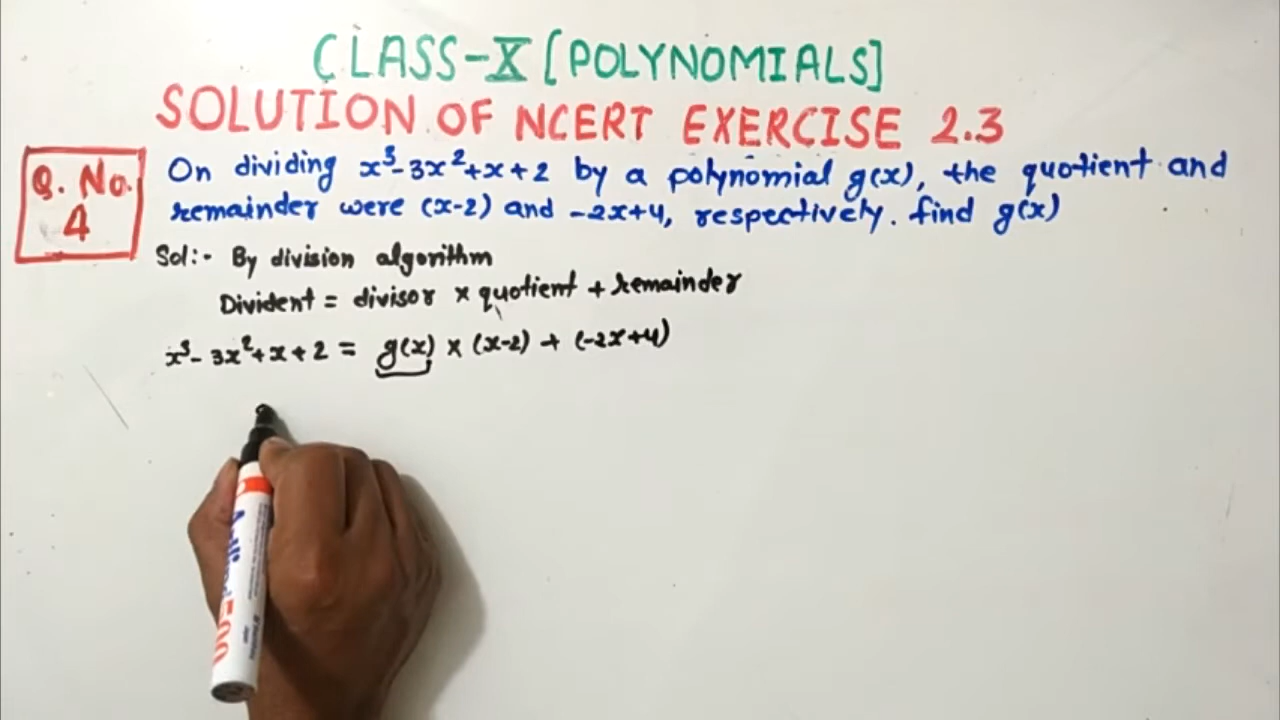 CLASS-X [POLYNOMIALS]
SOLUTION OF NCERT EXERCISE 2.3
Q. No. 4
On dividing x³-3x²+x+2 by a polynomial g(x), the quotient and
remainder were (x-2) and -2x+4, respectively. find g(x)
Sol:- By division algorithm
Divident = divisor × quotient + remainder
x³-3x²+x+2 = g(x) × (x-2) + (-2x+4)